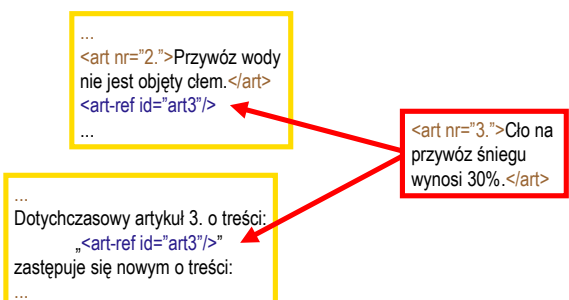 ...
<art nr=”2.”>Przywóz wody
nie jest objęty cłem.</art>
<art-ref id=”art3”/>
...
<art nr=”3.”>Cło na
przywóz śniegu
wynosi 30%.</art>
...
Dotychczasowy artykuł 3. o treści:
„<art-ref id=”art3”/>”
zastępuje się nowym o treści:
...